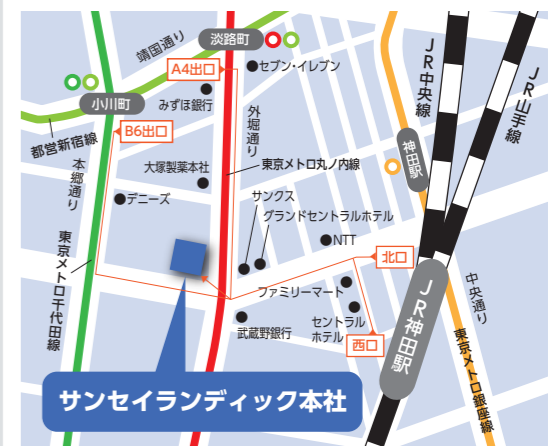 靖国通り
淡路町
A4出口
セブン・イレブン
小川町
みずほ銀行
B6出口
都営新宿線
本郷通り
外堀通り
東京メトロ丸ノ内線
大塚製薬本社
デニーズ
サンクス
グランドセントラルホテル
NTT
北口
JR中央線
JR山手線
神田駅
東京メトロ千代田線
ファミリーマート
武蔵野銀行
セントラル
ホテル
西口
JR神田駅
中央通り
東京メトロ銀座線
サンセイランディック本社